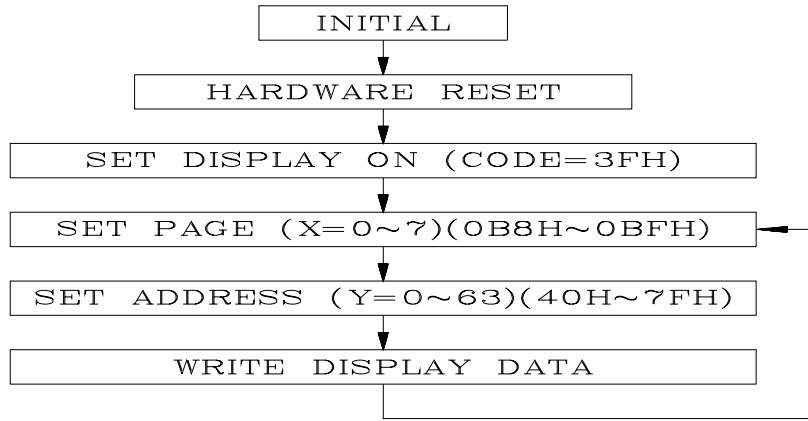 INITIAL
HARDWARE RESET
SET DISPLAY ON (CODE=3FH)
SET PAGE (X=0~7)(0B8H~0BFH)
SET ADDRESS (Y=0~63)(40H~7FH)
WRITE DISPLAY DATA